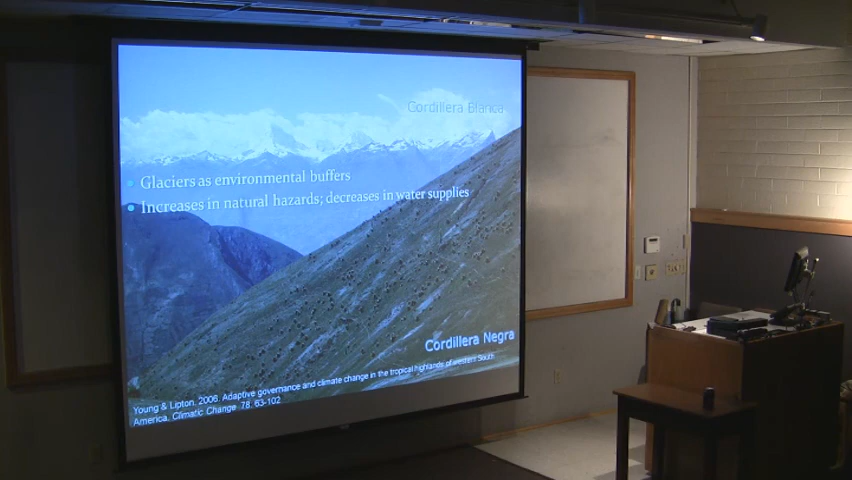 Cordillera Blanca
Glaciers as environmental buffers
Increases in natural hazards; decreases in water supplies
Cordillera Negra
Young & Lipton. 2006. Adaptive governance and climate change in the tropical highlands of western South
America. Climatic Change 78: 63-102